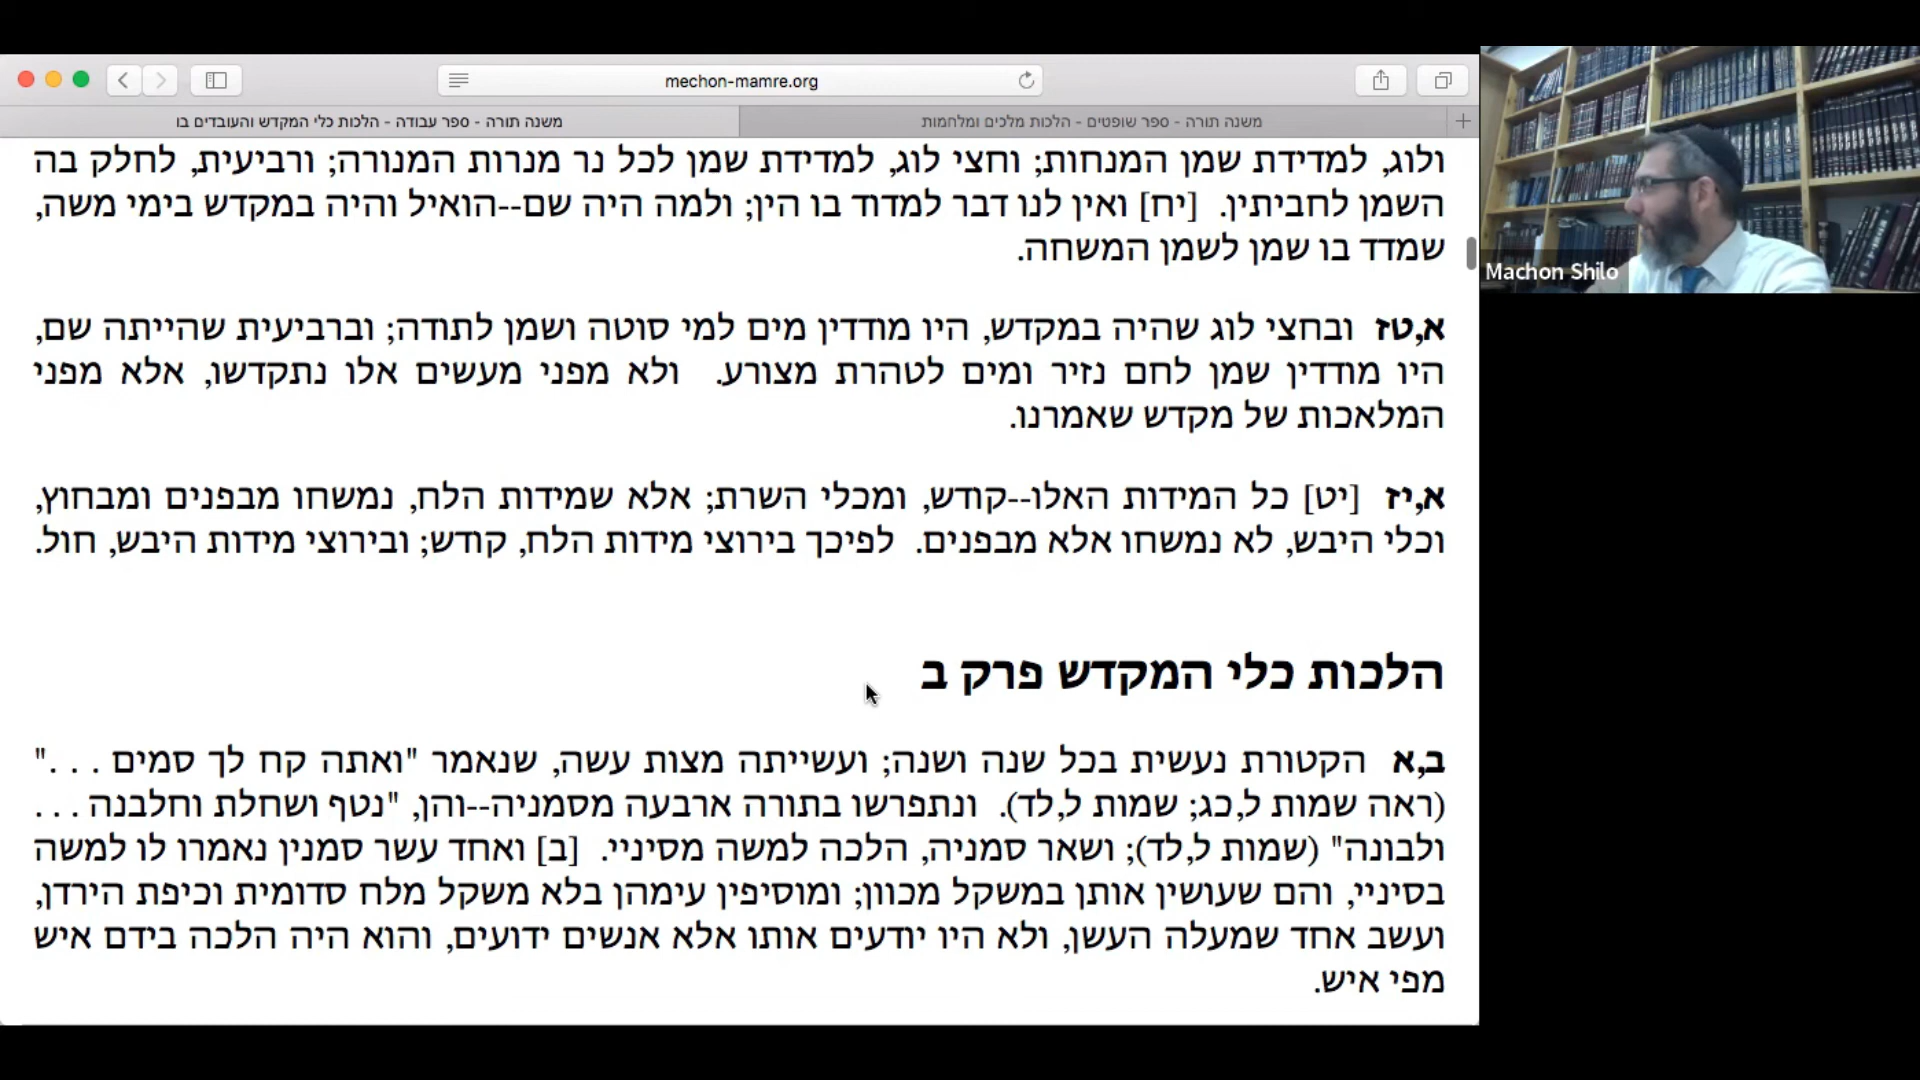 mechon-mamre.org
משנה תורה - ספר עבודה - הלכות כלי המקדש והעובדים בו
משנה תורה - ספר שופטים - הלכות מלכים ומלחמות
ולוג, למדידת שמן המנחות; וחצי לוג, למדידת שמן לכל נר מנרות המנורה; ורביעית, לחלק בה
השמן לחביתין. [יח] ואין לנו דבר למדוד בו הין; ולמה היה שם--הואיל והיה במקדש בימי משה,
שמדד בו שמן לשמן המשחה.
א,טז ובחצי לוג שהיה במקדש, היו מודדין מים למי סוטה ושמן לתודה; וברביעית שהייתה שם,
היו מודדין שמן לחם נזיר ומים לטהרת מצורע. ולא מפני מעשים אלו נתקדשו, אלא מפני
המלאכות של מקדש שאמרנו.
א,יז [יט] כל המידות האלו--קודש, ומכלי השרת; אלא שמידות הלח, נמשחו מבפנים ומבחוץ,
וכלי היבש, לא נמשחו אלא מבפנים. לפיכך בירוצי מידות הלח, קודש; ובירוצי מידות היבש, חול.
הלכות כלי המקדש פרק ב
ב,א הקטורת נעשית בכל שנה ושנה; ועשייתה מצות עשה, שנאמר "ואתה קח לך סמים . . ."
(ראה שמות ל,כג; שמות ל,לד). ונתפרשו בתורה ארבעה מסמניה--והן, "נטף ושחלת וחלבנה . . .
ולבונה" (שמות ל,לד); ושאר סמניה, הלכה למשה מסיניי. [ב] ואחד עשר סמנין נאמרו לו למשה
בסיניי, והם שעושין אותן במשקל מכוון; ומוסיפין עימהן בלא משקל מלח סדומית וכיפת הירדן,
ועשב אחד שמעלה העשן, ולא היו יודעים אותו אלא אנשים ידועים, והוא היה הלכה בידם איש
מפי איש.
Machon Shilo